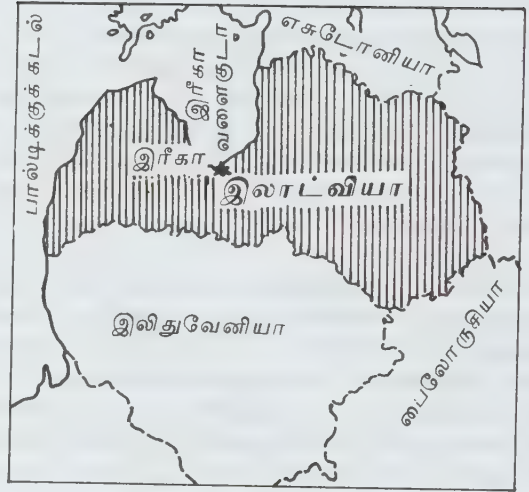 பால்டிக்குக்கடல்
எசுடோனியா
இரீகா
வளைகுடா
இரீகா
இலாட்வியா
இலிதுவேனியா
பைலோருசியா